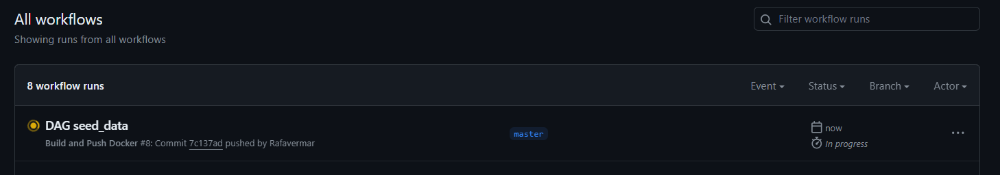 All workflows
Filter workflow runs
Showing runs from all workflows
8 workflow runs
Event
Status
Branch
Actor
DAG seed_data
master
now
Build and Push Docker #8: Commit 7c137ad pushed by Rafavermar
In progress